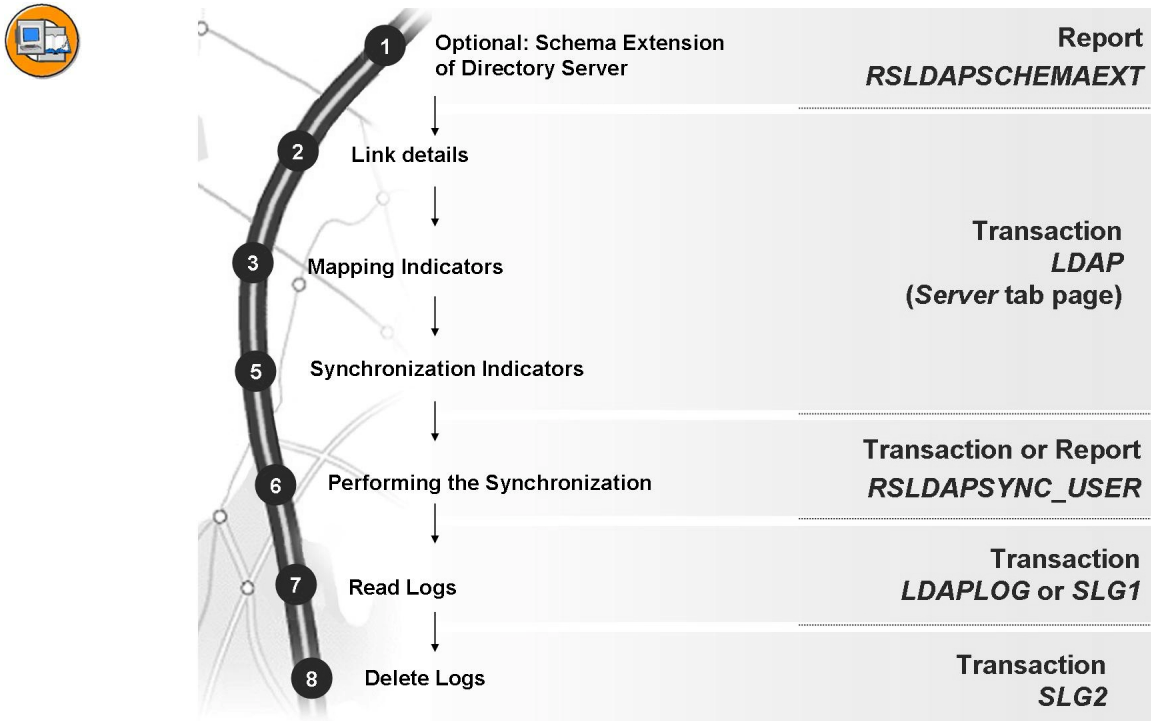 1
Optional: Schema Extension
of Directory Server
Report
RSLDAPSCHEMAEXT
2
Link details
3
Mapping Indicators
Transaction
LDAP
(Server tab page)
5
Synchronization Indicators
6
Performing the Synchronization
Transaction or Report
RSLDAPSYNC_USER
7
Read Logs
Transaction
LDAPLOG or SLG1
8
Delete Logs
Transaction
SLG2